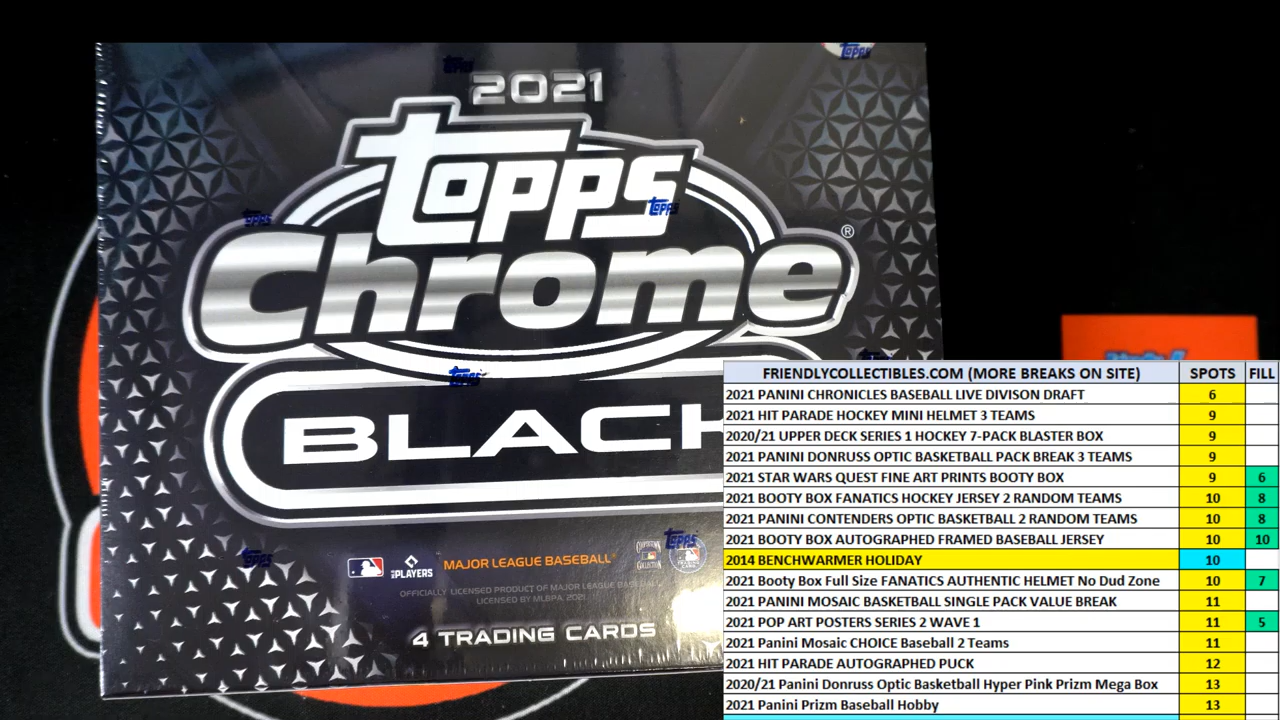 2021
topps
Chrome®
BLACK
MAJOR LEAGUE BASEBALL
PLAYERS
OFFICIALLY LICENSED PRODUCT OF MAJOR LEAGUE BASEBALL
LICENSED BY MLBPA, 2021.
4 TRADING CARDS
FRIENDLYCOLLECTIBLES.COM (MORE BREAKS ON SITE) SPOTS FILL
2021 PANINI CHRONICLES BASEBALL LIVE DIVISON DRAFT 6
2021 HIT PARADE HOCKEY MINI HELMET 3 TEAMS 9
2020/21 UPPER DECK SERIES 1 HOCKEY 7-PACK BLASTER BOX 9
2021 PANINI DONRUSS OPTIC BASKETBALL PACK BREAK 3 TEAMS 9
2021 STAR WARS QUEST FINE ART PRINTS BOOTY BOX 9 6
2021 BOOTY BOX FANATICS HOCKEY JERSEY 2 RANDOM TEAMS 10 8
2021 PANINI CONTENDERS OPTIC BASKETBALL 2 RANDOM TEAMS 10 8
2021 BOOTY BOX AUTOGRAPHED FRAMED BASEBALL JERSEY 10 10
2014 BENCHWARMER HOLIDAY 10
2021 Booty Box Full Size FANATICS AUTHENTIC HELMET No Dud Zone 10 7
2021 PANINI MOSAIC BASKETBALL SINGLE PACK VALUE BREAK 11
2021 POP ART POSTERS SERIES 2 WAVE 1 11 5
2021 Panini Mosaic CHOICE Baseball 2 Teams 11
2021 HIT PARADE AUTOGRAPHED PUCK 12
2020/21 Panini Donruss Optic Basketball Hyper Pink Prizm Mega Box 13
2021 Panini Prizm Baseball Hobby 13